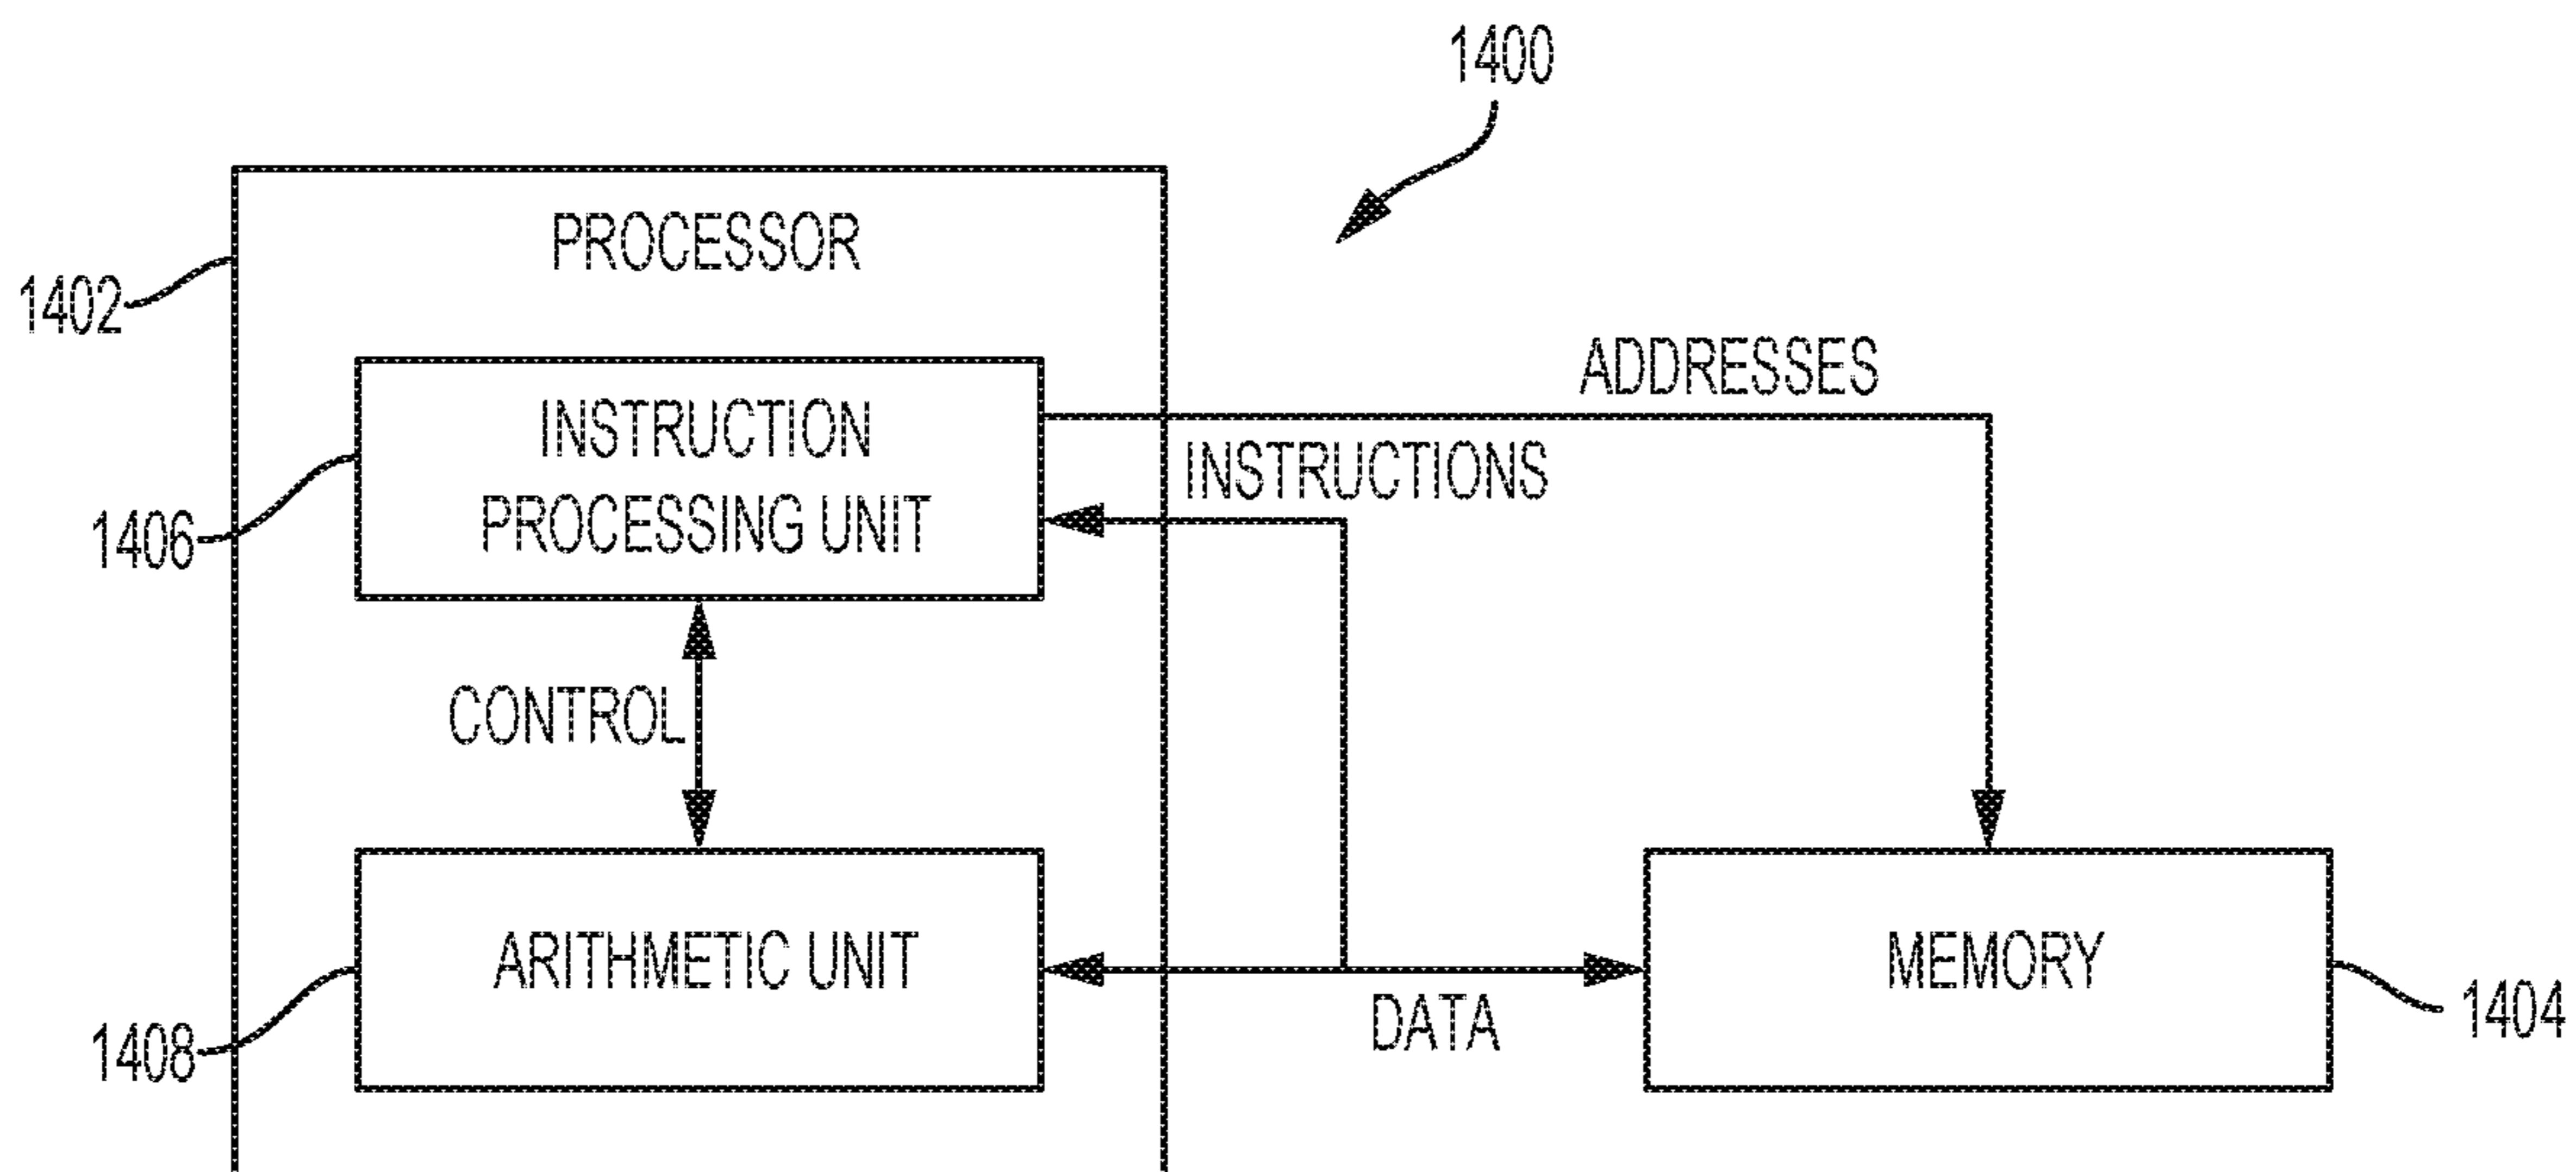 1400
PROCESSOR
1402
ADDRESSES
INSTRUCTION
PROCESSING UNIT
INSTRUCTIONS
1406
CONTROL
ARITHMETIC UNIT
MEMORY
DATA
1404
1408